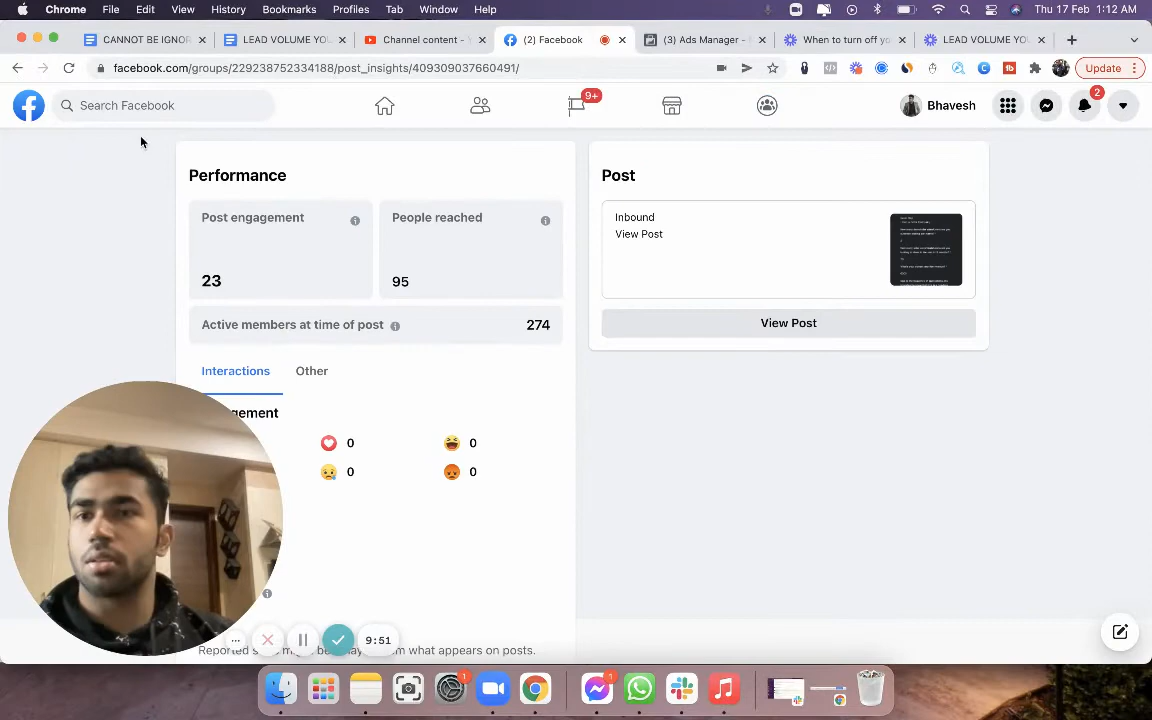 Chrome File Edit View History Bookmarks Profiles Tab Window Help Thu 17 Feb 1:12 AM
CANNOT BE IGNOR LEAD VOLUME YOU Channel content - Y (2) Facebook (3) Ads Manager - When to turn off yo LEAD VOLUME YOU
facebook.com/groups/229238752334188/post_insights/409309037660491/ Update
Search Facebook 9+ Bhavesh 2
Performance
Post engagement
23
People reached
95
Active members at time of post 274
Interactions Other
gement
0 0
0 0
Reported
m what appears on posts.
9:51
Post
Inbound
View Post
View Post
1 1